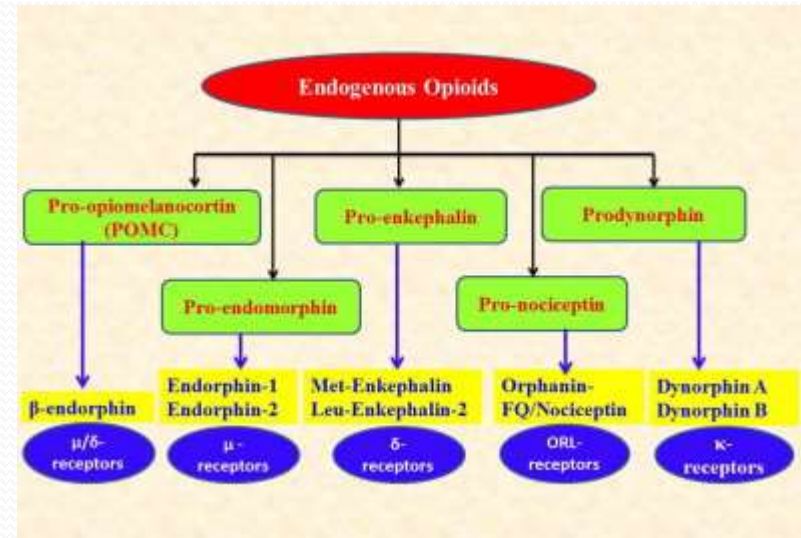 Endogenous Opioids
Pro-opiomelanocortin
(POMC)
Pro-enkephalin
Prodynorphin
Pro-endomorphin
Pro-nociceptin
β-endorphin
Endorphin-1
Endorphin-2
Met-Enkephalin
Leu-Enkephalin-2
Orphanin-
FQ/Nociceptin
Dynorphin A
Dynorphin B
μ/δ-
receptors
μ -
receptors
δ-
receptors
ORL-
receptors
κ-
receptors